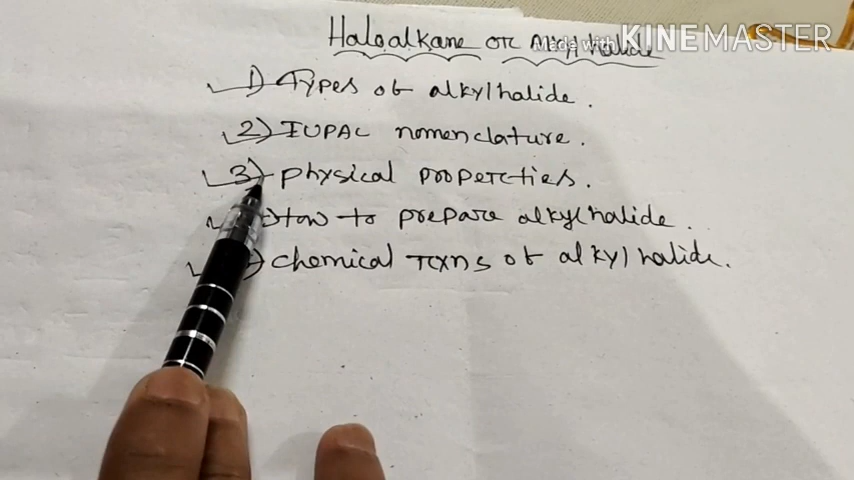 Haloalkane or Alkyl halide
Made with KINEMASTER
1) Types of alkylhalide.
2) IUPAC nomenclature.
3) physical properties.
How to prepare alkylhalide.
chemical rxns of alkylhalide.